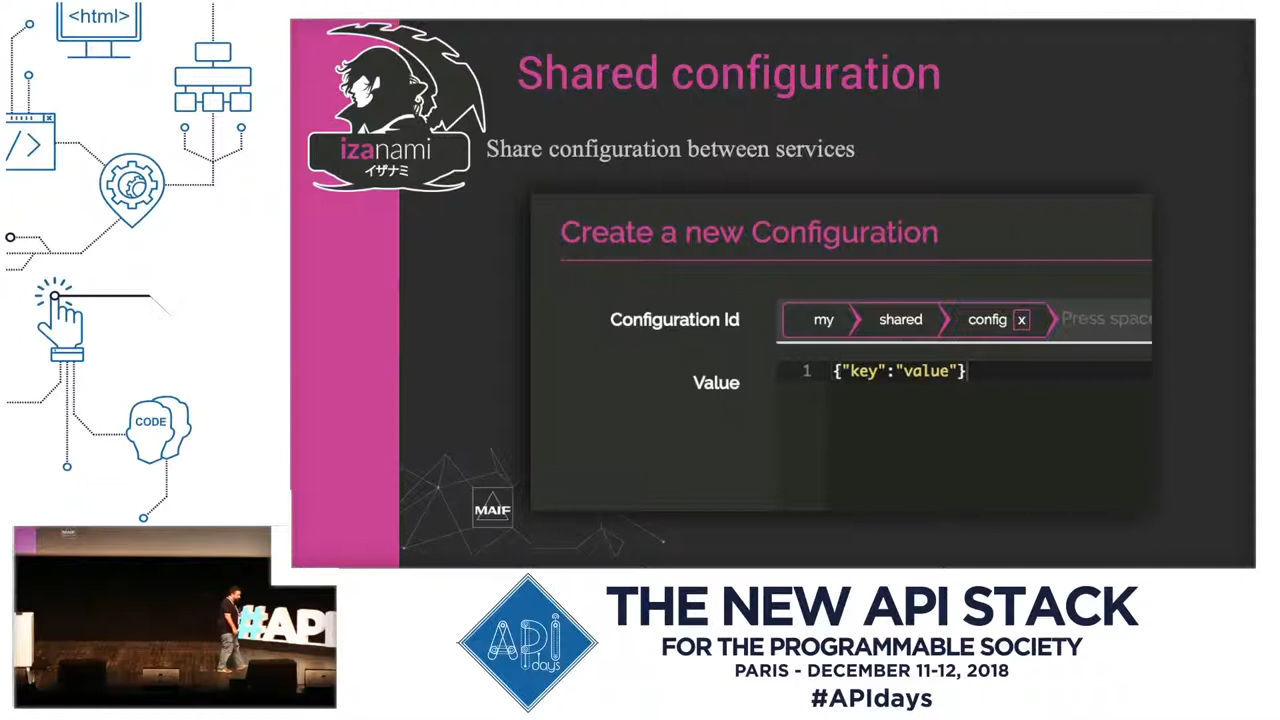 <html>
Shared configuration
izanami
イザナミ
Share configuration between services
</>
Create a new Configuration
Configuration Id
my
shared
config
x
Press spac
Value
1
{"key":"value"}
CODE
MAIF
MAIF
#API
API
days
THE NEW API STACK
FOR THE PROGRAMMABLE SOCIETY
PARIS - DECEMBER 11-12, 2018
#APIdays